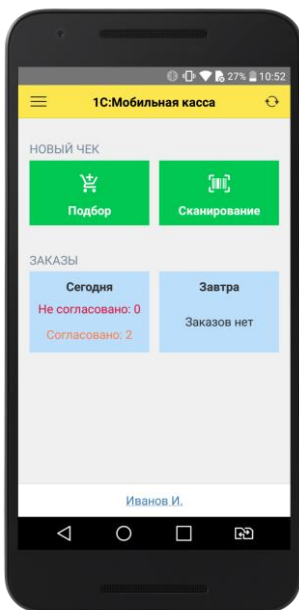 27% 10:52
1С:Мобильная касса
НОВЫЙ ЧЕК
Подбор Сканирование
ЗАКАЗЫ
Сегодня Завтра
Не согласовано: 0
Заказов нет
Согласовано: 2
Иванов И.